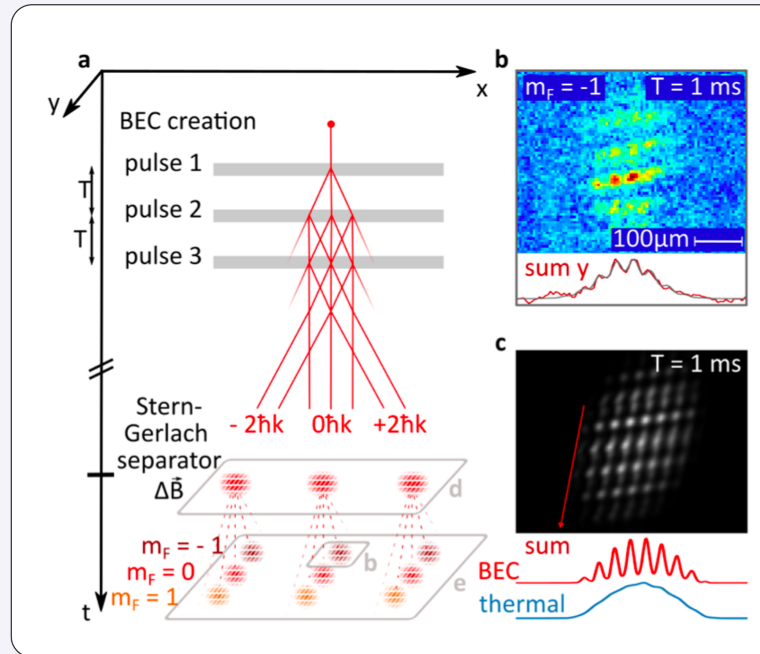 a
x
y
BEC creation
pulse 1
T
pulse 2
T
pulse 3
Stern-
Gerlach
separator
ΔB⃗
- 2ħk 0ħk +2ħk
d
m_F = - 1
m_F = 0
m_F = 1
b
e
t
b
m_F = -1 T = 1 ms
100μm
sum y
c
T = 1 ms
sum
BEC
thermal